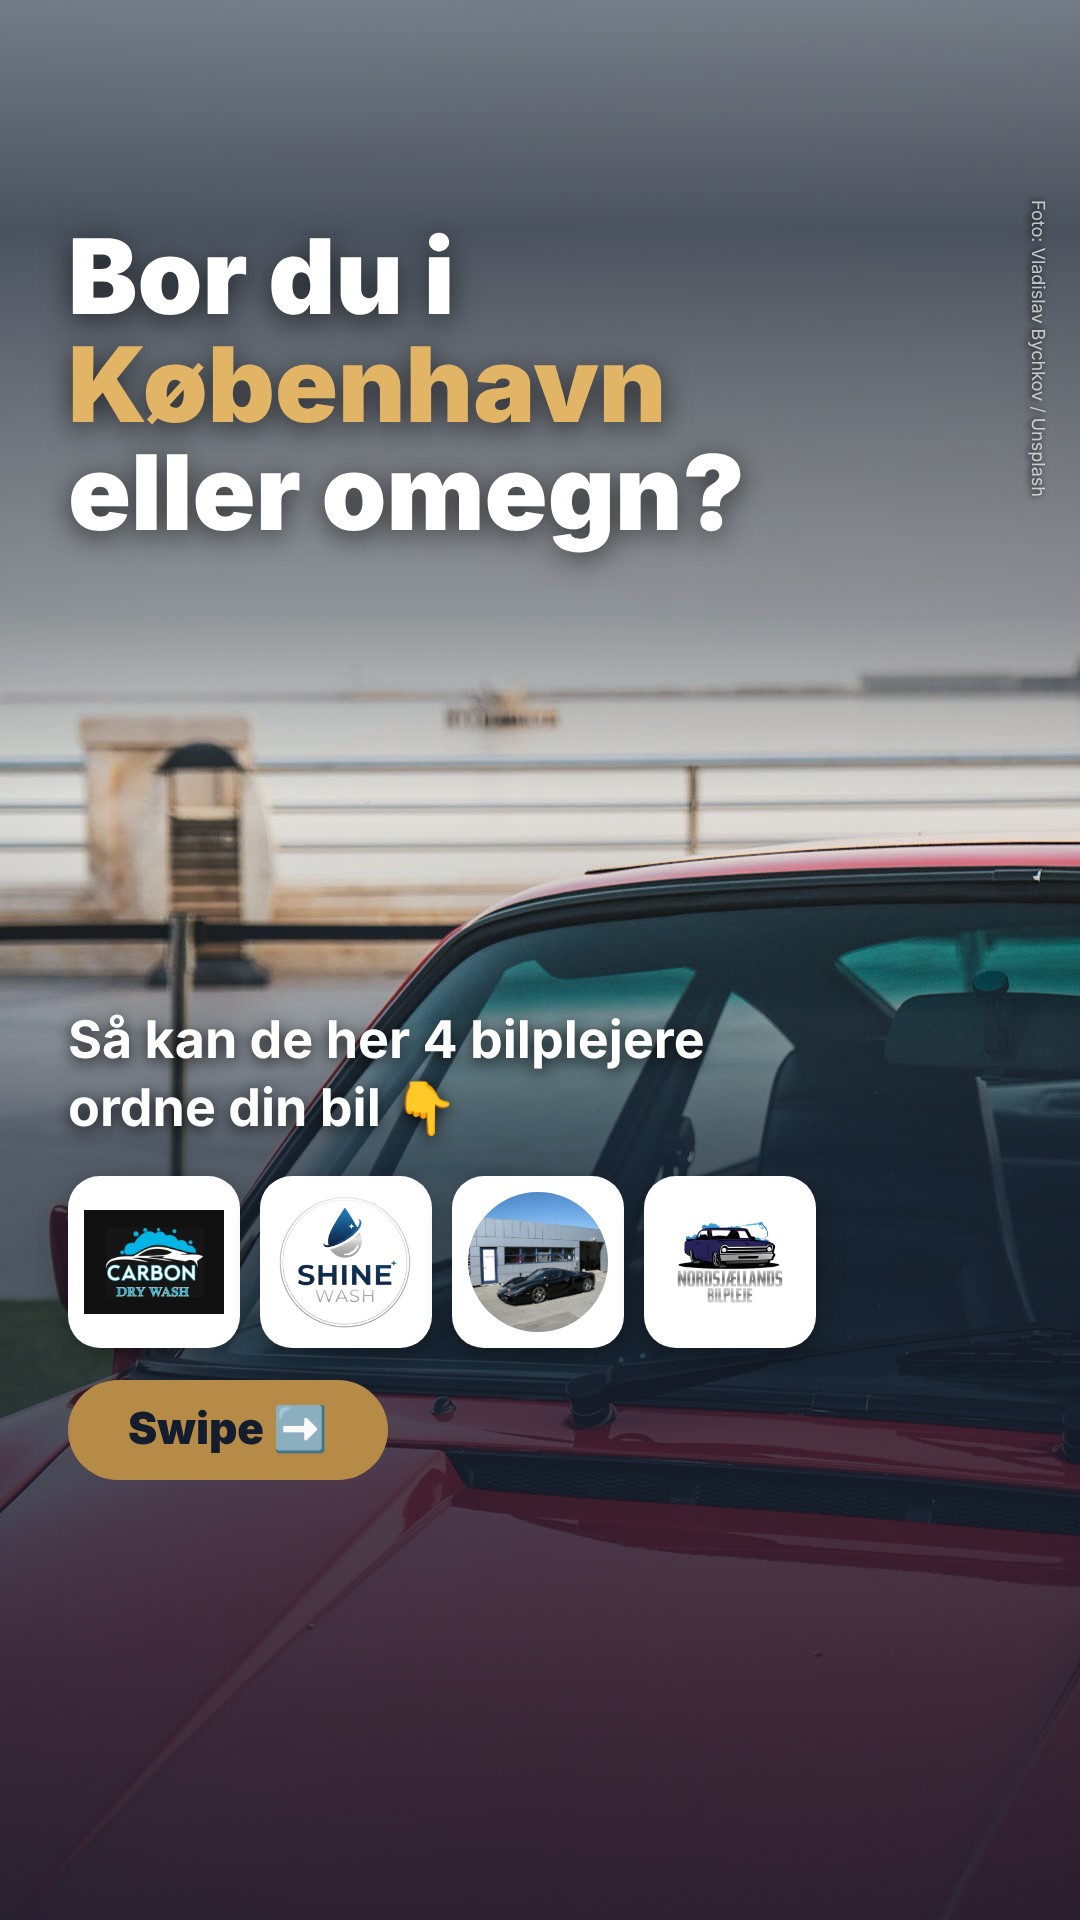 Bor du i
København
eller omegn?
Foto: Vladislav Bychkov / Unsplash
Så kan de her 4 bilplejere
ordne din bil 👇
CARBON
DRY WASH
SHINE
WASH
NORDSJÆLLANDS
BILPLEJE
Swipe ➡️